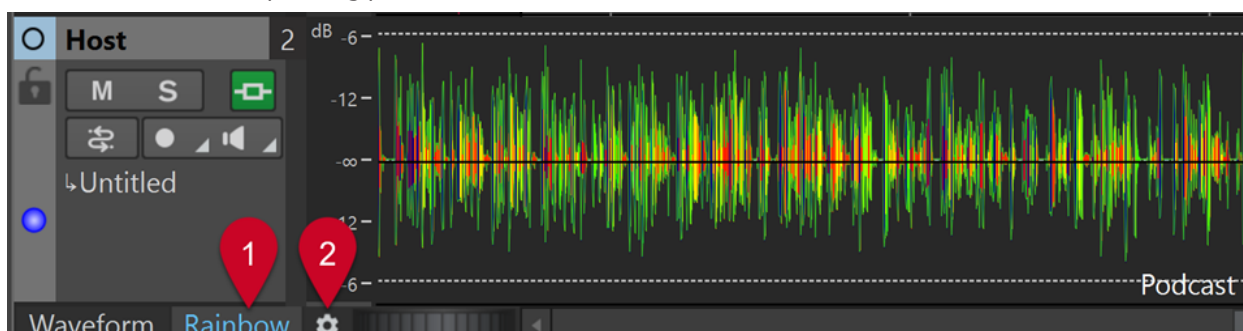 Host 2
dB -6
M S
-12
-∞
Untitled
12
1 2
-6
Podcast
Waveform Rainbow